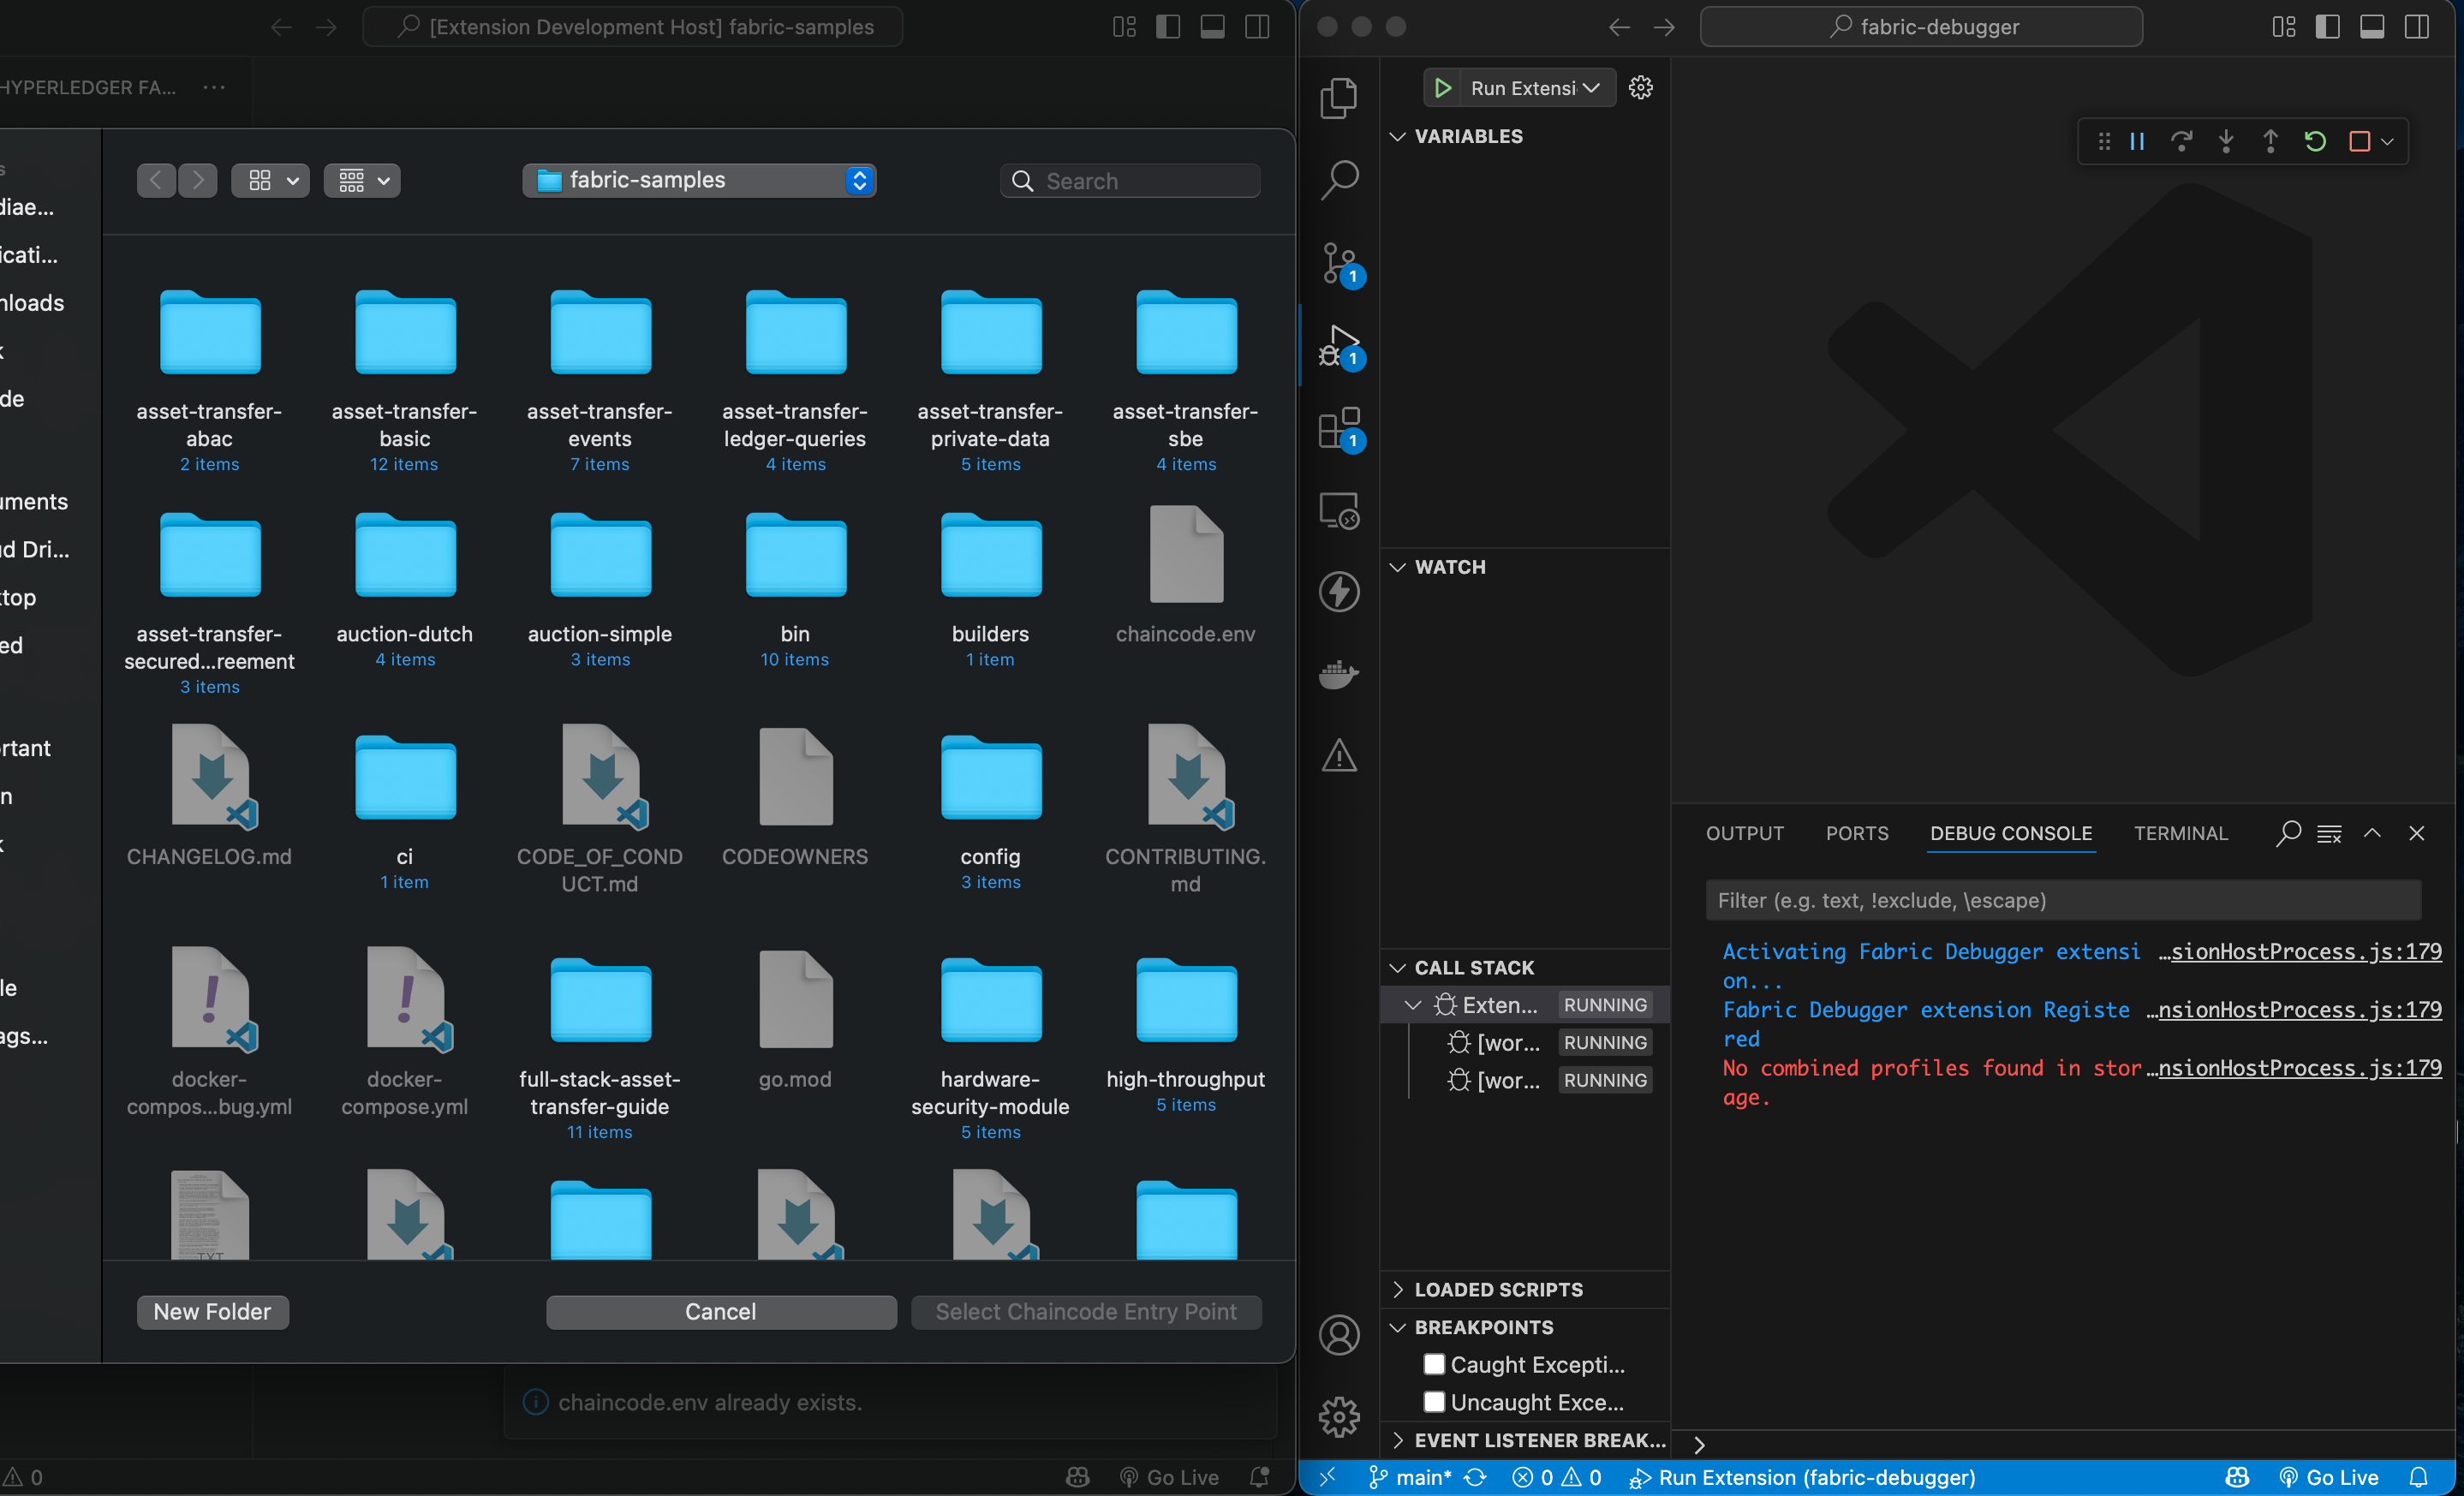 [Extension Development Host] fabric-samples
HYPERLEDGER FA... ...
s
diae...
icati...
nloads
k
de
uments
ud Dri...
ktop
ed
rtant
n
k
le
ags...
fabric-samples
Search
asset-transfer-abac
2 items
asset-transfer-basic
12 items
asset-transfer-events
7 items
asset-transfer-ledger-queries
4 items
asset-transfer-private-data
5 items
asset-transfer-sbe
4 items
asset-transfer-secured...reement
3 items
auction-dutch
4 items
auction-simple
3 items
bin
10 items
builders
1 item
chaincode.env
CHANGELOG.md
ci
1 item
CODE_OF_CONDUCT.md
CODEOWNERS
config
3 items
CONTRIBUTING.md
docker-compos...bug.yml
docker-compose.yml
full-stack-asset-transfer-guide
11 items
go.mod
hardware-security-module
5 items
high-throughput
5 items
TXT
New Folder
Cancel
Select Chaincode Entry Point
chaincode.env already exists.
0
Go Live
fabric-debugger
Run Extensi
VARIABLES
1
1
1
WATCH
CALL STACK
Exten... RUNNING
[wor... RUNNING
[wor... RUNNING
LOADED SCRIPTS
BREAKPOINTS
Caught Excepti...
Uncaught Exce...
EVENT LISTENER BREAK...
OUTPUT PORTS DEBUG CONSOLE TERMINAL
Filter (e.g. text, !exclude, \escape)
Activating Fabric Debugger extensi …sionHostProcess.js:179
on...
Fabric Debugger extension Registe …nsionHostProcess.js:179
red
No combined profiles found in stor …nsionHostProcess.js:179
age.
main* 0 0 Run Extension (fabric-debugger) Go Live